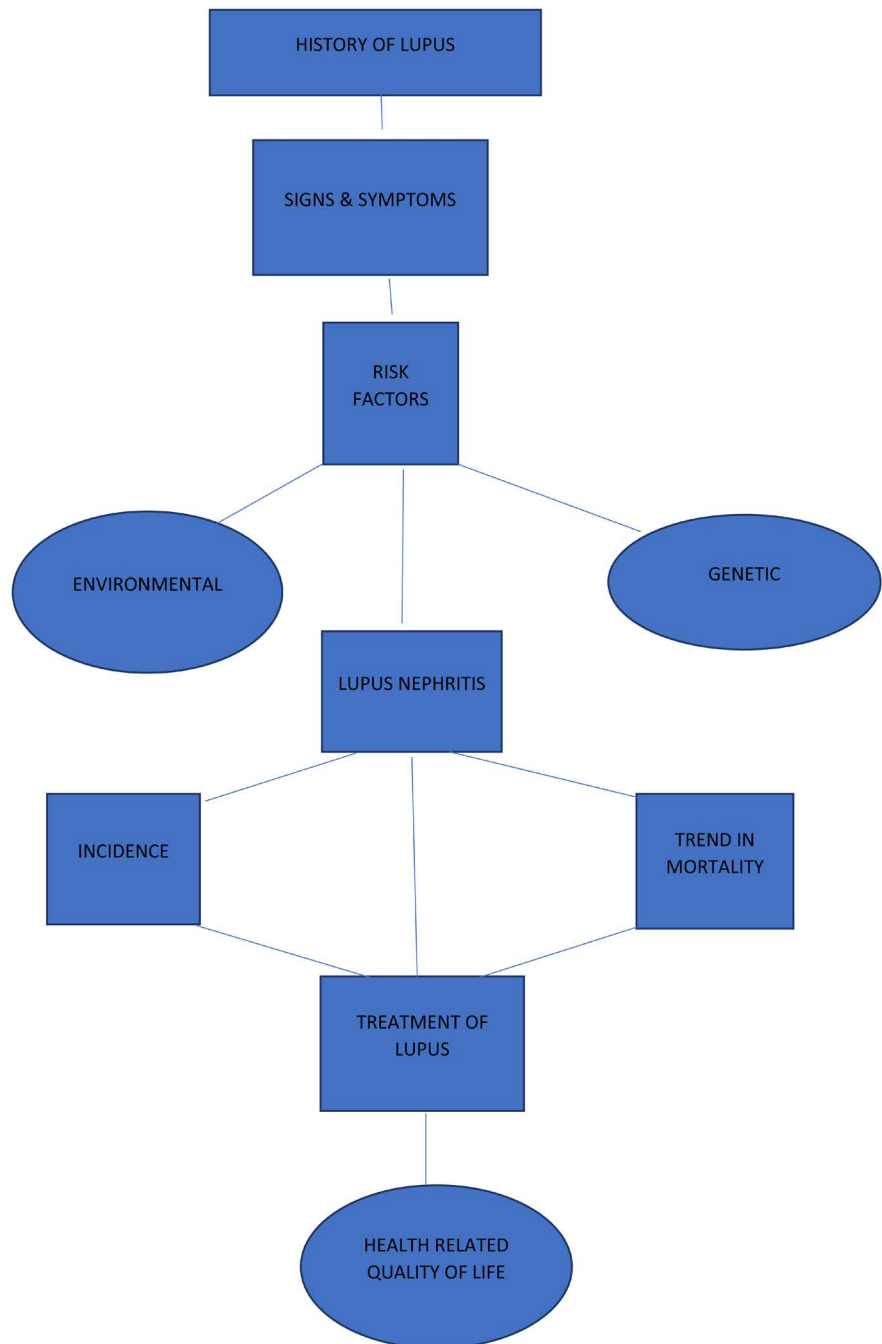 HISTORY OF LUPUS
SIGNS & SYMPTOMS
RISK
FACTORS
ENVIRONMENTAL
GENETIC
LUPUS NEPHRITIS
INCIDENCE
TREND IN
MORTALITY
TREATMENT OF
LUPUS
HEALTH RELATED
QUALITY OF LIFE